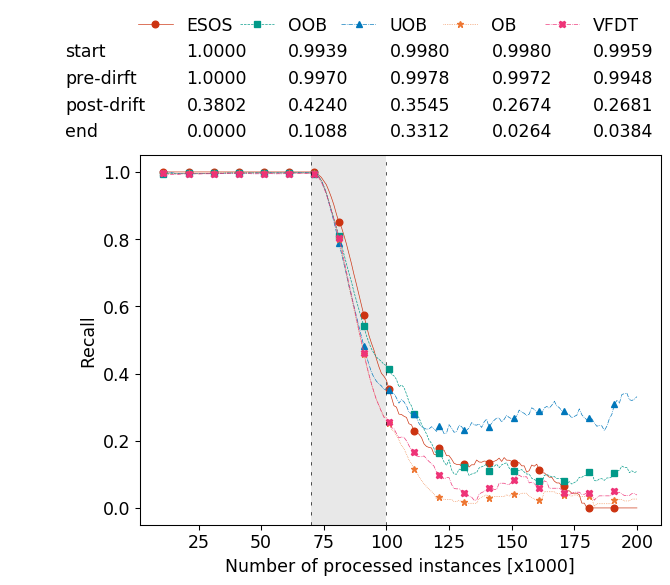 ESOS OOB UOB OB VFDT
start 1.0000 0.9939 0.9980 0.9980 0.9959
pre-dirft 1.0000 0.9970 0.9978 0.9972 0.9948
post-drift 0.3802 0.4240 0.3545 0.2674 0.2681
end 0.0000 0.1088 0.3312 0.0264 0.0384
1.0
0.8
0.6
0.4
0.2
0.0
Recall
25 50 75 100 125 150 175 200
Number of processed instances [x1000]